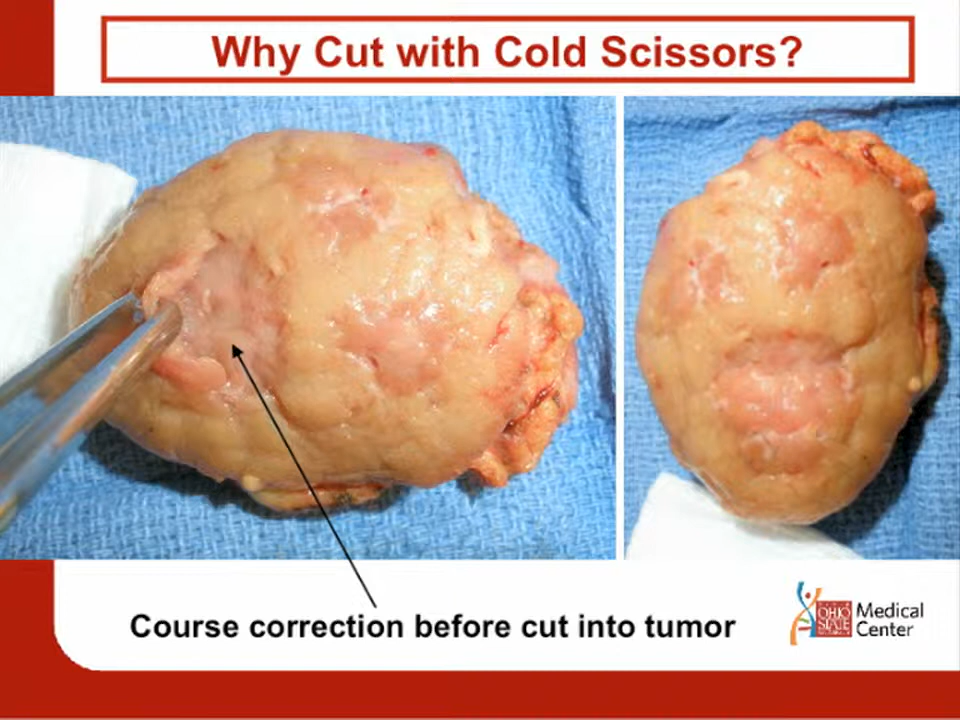 Why Cut with Cold Scissors?
Course correction before cut into tumor
OHIO
STATE
Medical
Center